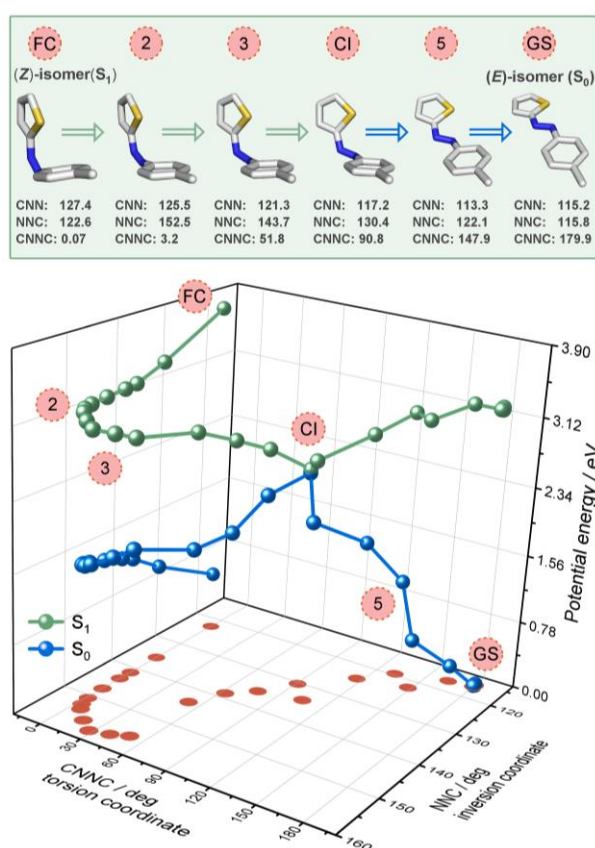 FC 2 3 CI 5 GS
(Z)-isomer(S₁) (E)-isomer (S₀)
CNN: 127.4 CNN: 125.5 CNN: 121.3 CNN: 117.2 CNN: 113.3 CNN: 115.2
NNC: 122.6 NNC: 152.5 NNC: 143.7 NNC: 130.4 NNC: 122.1 NNC: 115.8
CNNC: 0.07 CNNC: 3.2 CNNC: 51.8 CNNC: 90.8 CNNC: 147.9 CNNC: 179.9
FC
3.90
2
CI
3.12
3
2.34
Potential energy / eV
1.56
5
0.78
S₁
S₀
GS
0.00
120
130
140
150
160
0
30
60
90
120
150
180
CNNC / deg
torsion coordinate
NNC / deg
inversion coordinate